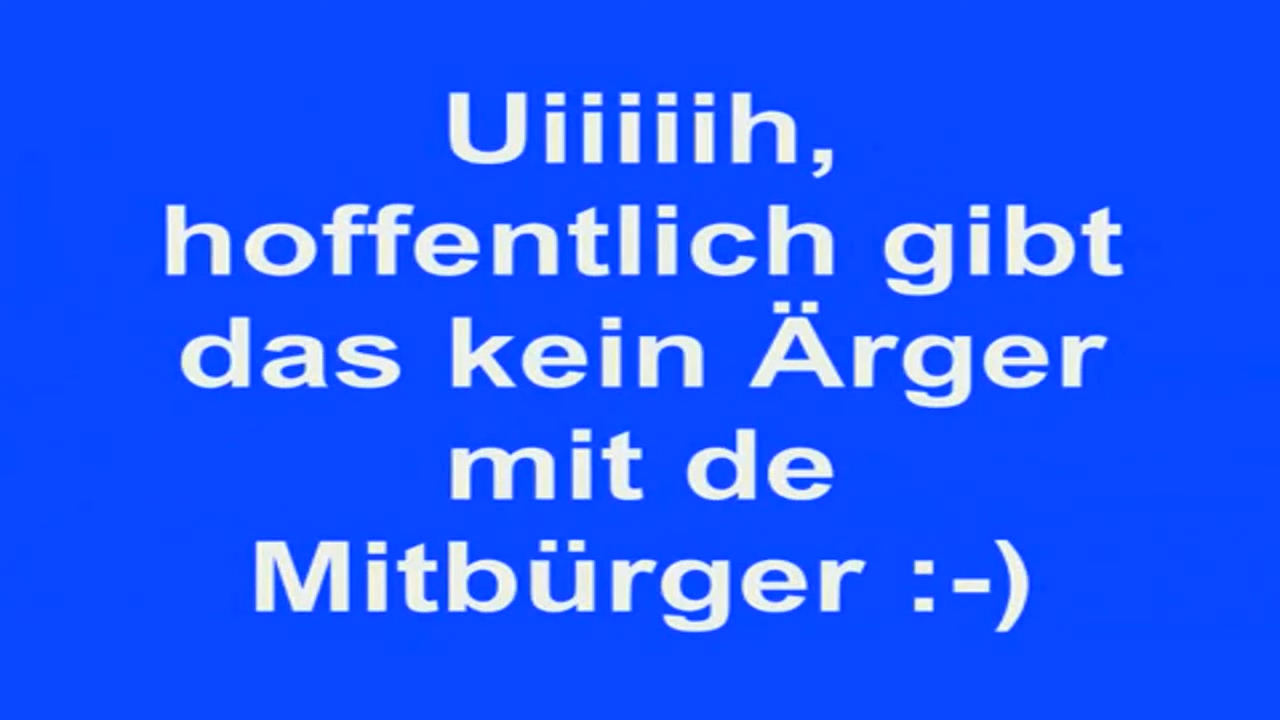 Uiiiiih,
hoffentlich gibt
das kein Ärger
mit de
Mitbürger :-)